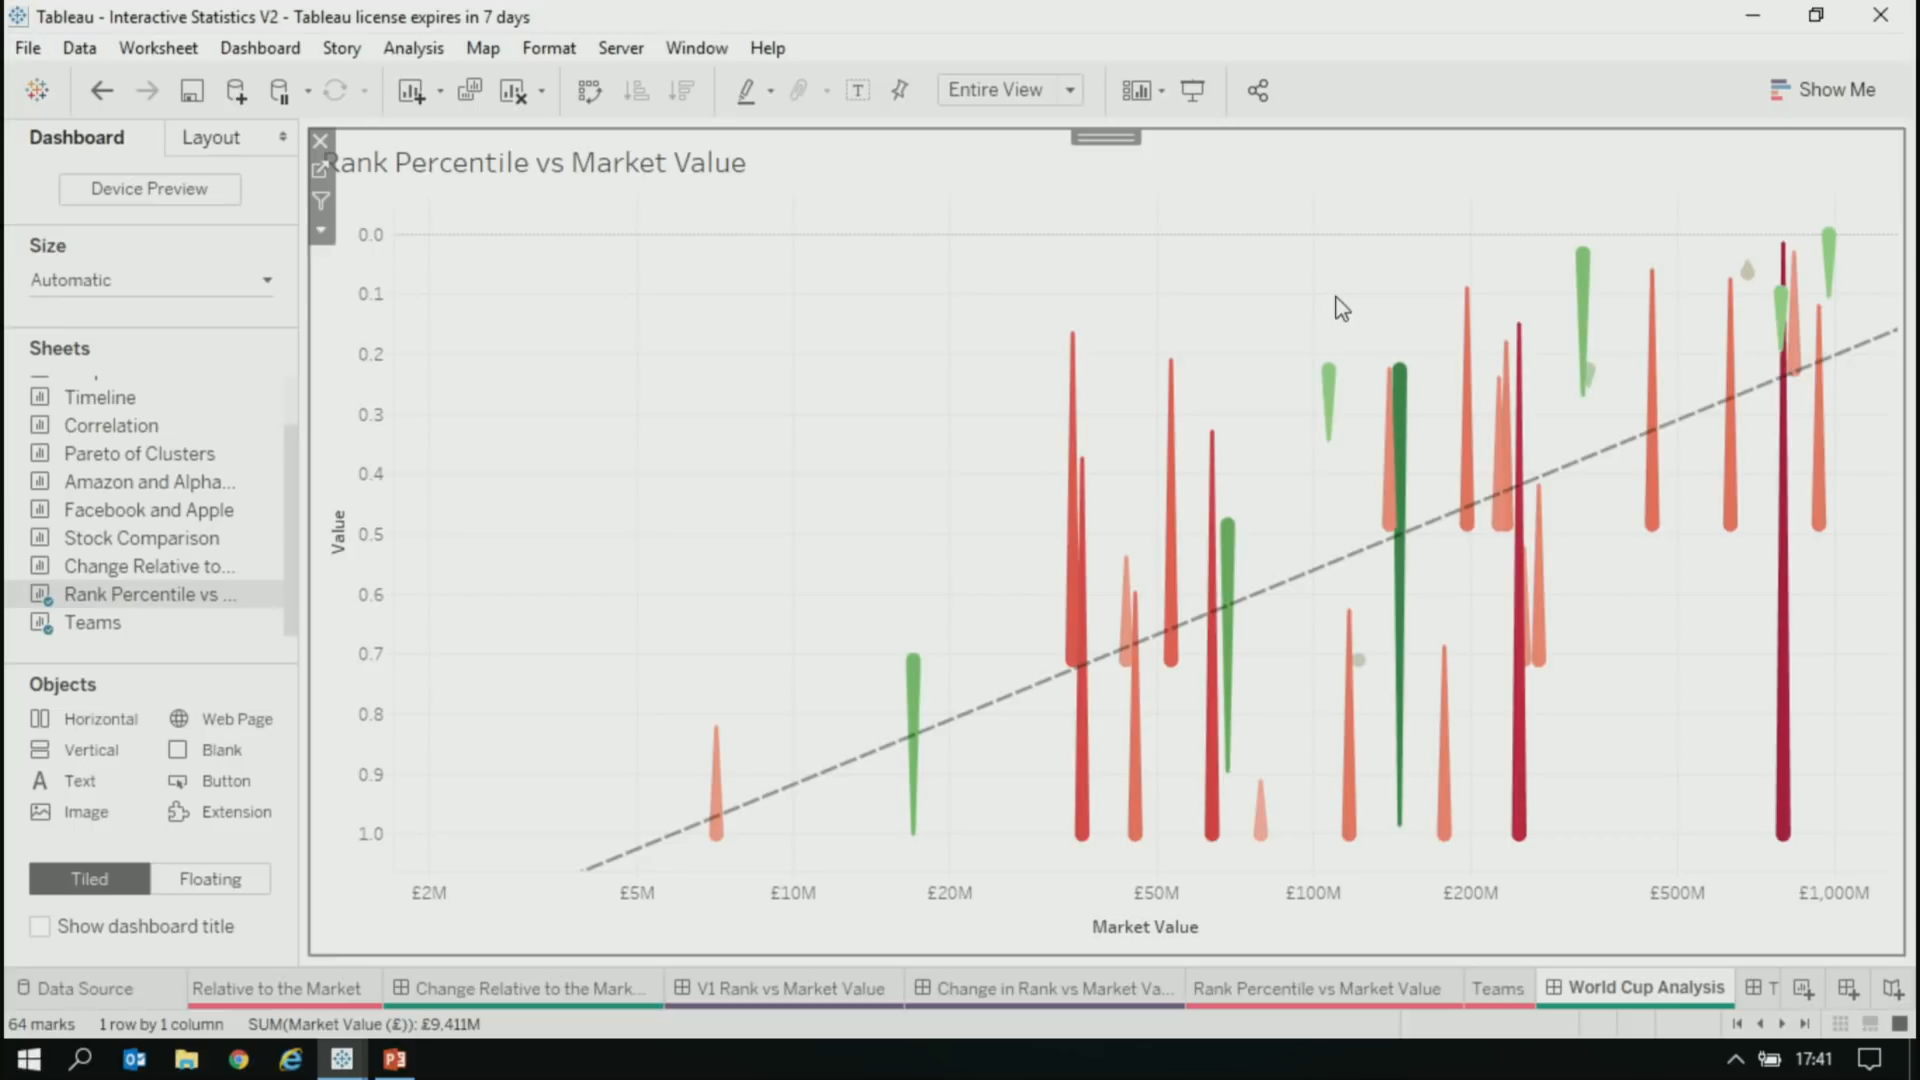 Tableau - Interactive Statistics V2 - Tableau license expires in 7 days
File Data Worksheet Dashboard Story Analysis Map Format Server Window Help
Entire View
Show Me
Dashboard Layout
Device Preview
Size
Automatic
Sheets
Timeline
Correlation
Pareto of Clusters
Amazon and Alpha...
Facebook and Apple
Stock Comparison
Change Relative to...
Rank Percentile vs ...
Teams
Objects
Horizontal Web Page
Vertical Blank
A Text Button
Image Extension
Tiled Floating
Show dashboard title
Rank Percentile vs Market Value
0.0
0.1
0.2
0.3
0.4
0.5
0.6
0.7
0.8
0.9
1.0
Value
£2M £5M £10M £20M £50M £100M £200M £500M £1,000M
Market Value
Data Source Relative to the Market Change Relative to the Mark... V1 Rank vs Market Value Change in Rank vs Market Va... Rank Percentile vs Market Value Teams World Cup Analysis T
64 marks 1 row by 1 column SUM(Market Value (£)): £9,411M
17:41